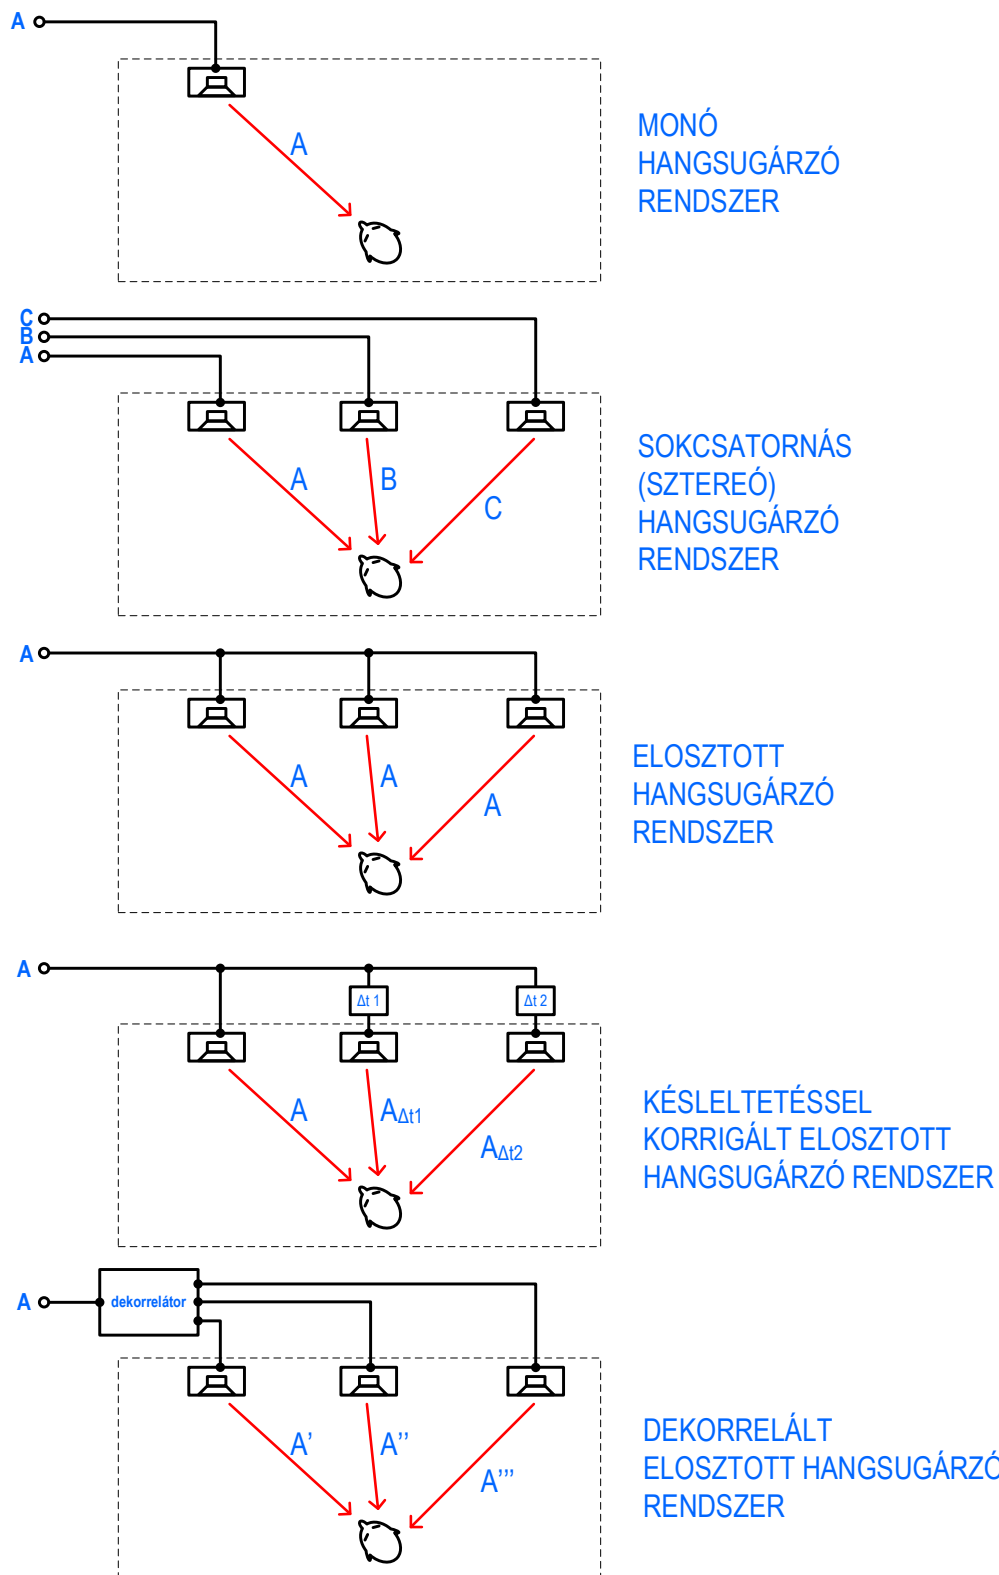 A
A
MONÓ
HANGSUGÁRZÓ
RENDSZER
C
B
A
A
B
C
SOKCSATORNÁS
(SZTEREÓ)
HANGSUGÁRZÓ
RENDSZER
A
A
A
A
ELOSZTOTT
HANGSUGÁRZÓ
RENDSZER
A
Δt 1
Δt 2
A
AΔt1
AΔt2
KÉSLELTETÉSSEL
KORRIGÁLT ELOSZTOTT
HANGSUGÁRZÓ RENDSZER
A
dekorrelátor
A'
A''
A'''
DEKORRELÁLT
ELOSZTOTT HANGSUGÁRZÓ
RENDSZER